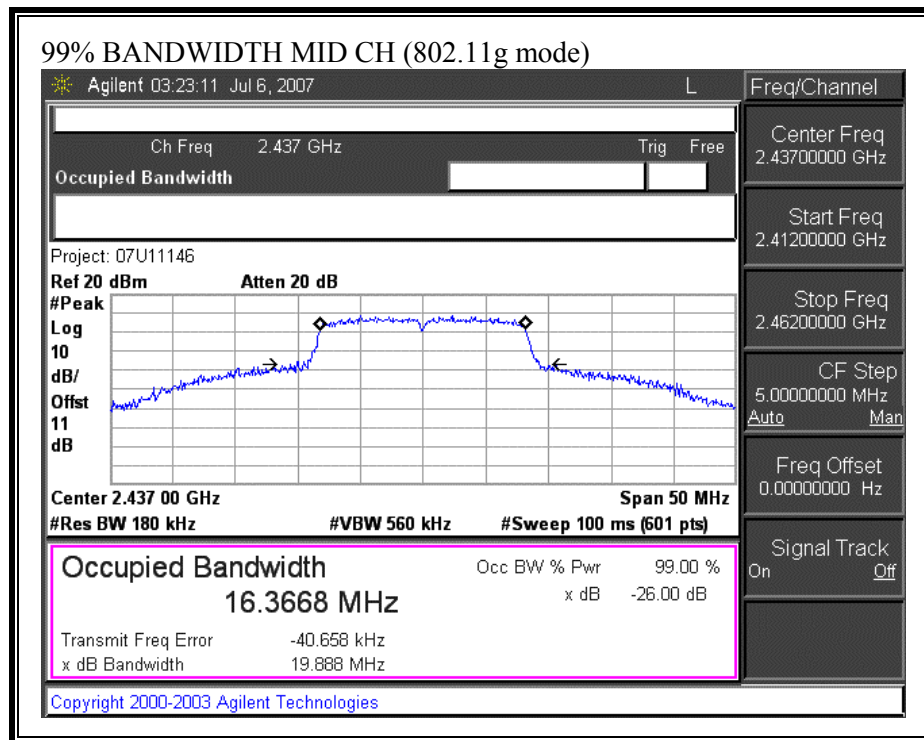 99% BANDWIDTH MID CH (802.11g mode)
Agilent 03:23:11 Jul 6, 2007 L Freq/Channel
Ch Freq 2.437 GHz Trig Free
Occupied Bandwidth
Center Freq
2.43700000 GHz
Start Freq
2.41200000 GHz
Stop Freq
2.46200000 GHz
CF Step
5.00000000 MHz
Auto Man
Freq Offset
0.00000000 Hz
Signal Track
On Off
Project: 07U11146
Ref 20 dBm Atten 20 dB
#Peak
Log
10
dB/
Offst
11
dB
Center 2.437 00 GHz Span 50 MHz
#Res BW 180 kHz #VBW 560 kHz #Sweep 100 ms (601 pts)
Occupied Bandwidth Occ BW % Pwr 99.00 %
16.3668 MHz x dB -26.00 dB
Transmit Freq Error -40.658 kHz
x dB Bandwidth 19.888 MHz
Copyright 2000-2003 Agilent Technologies